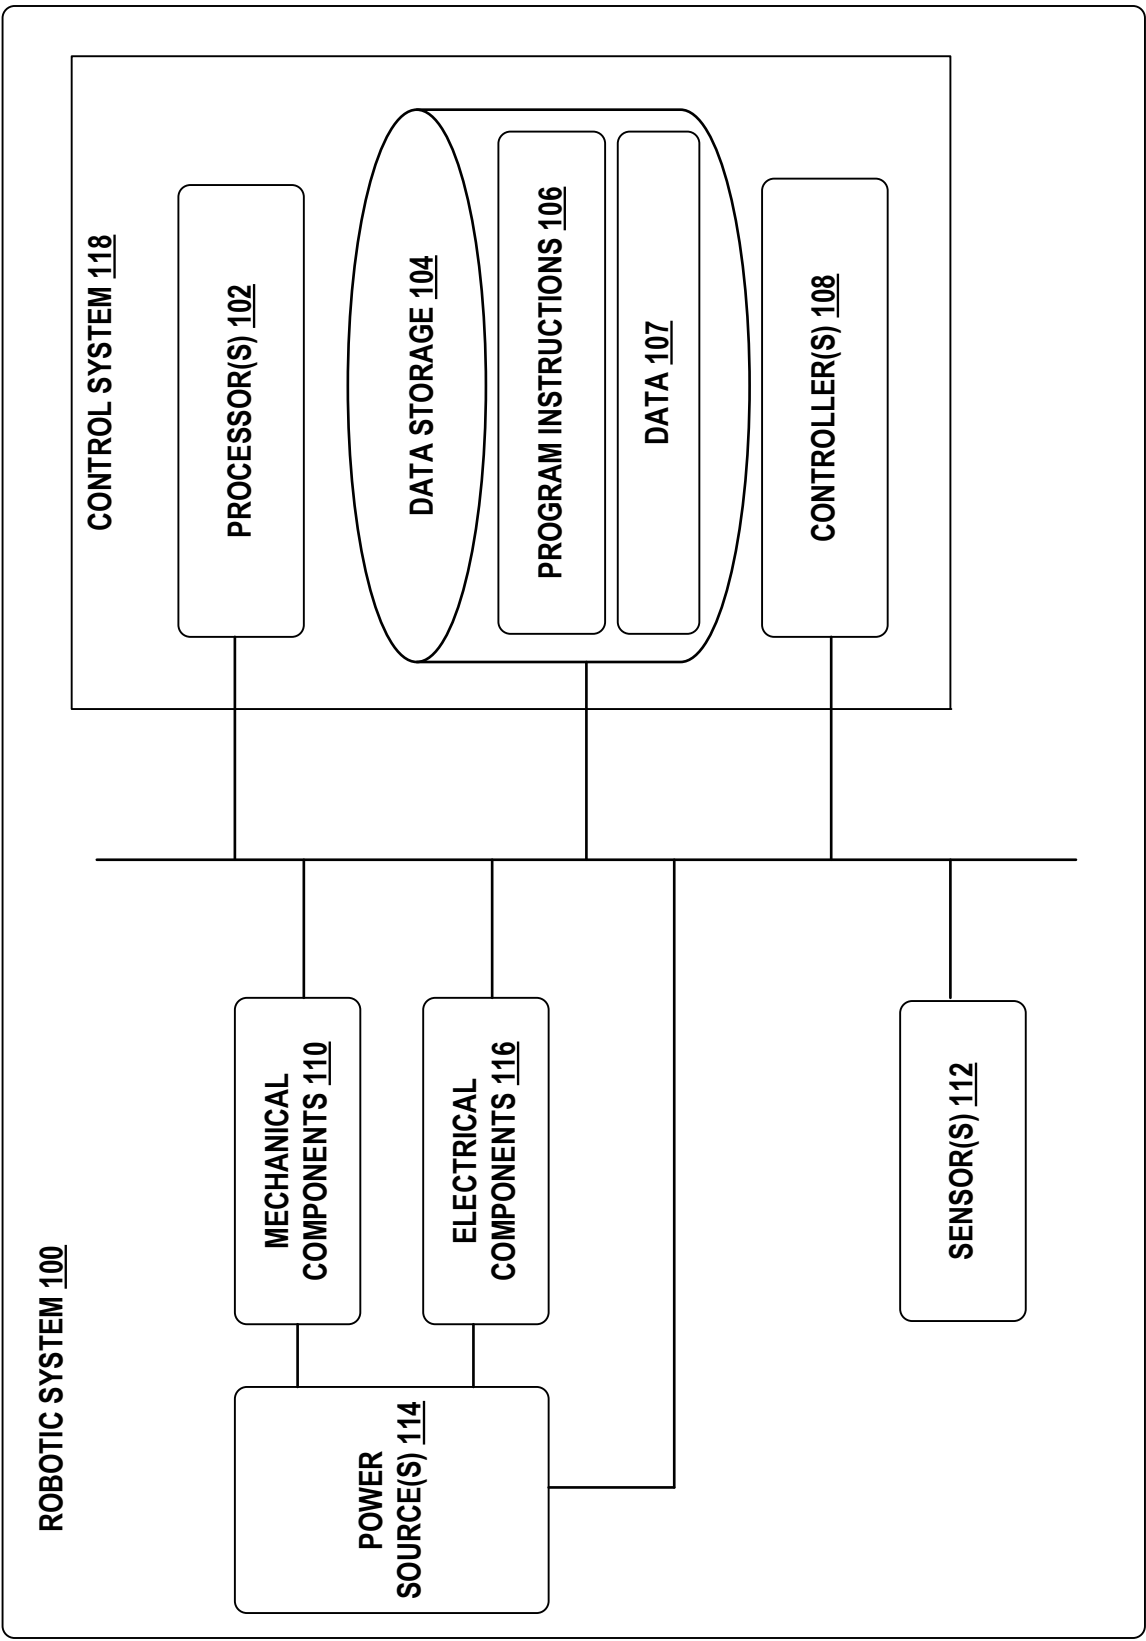 ROBOTIC SYSTEM 100
CONTROL SYSTEM 118
PROCESSOR(S) 102
DATA STORAGE 104
PROGRAM INSTRUCTIONS 106
DATA 107
CONTROLLER(S) 108
MECHANICAL
COMPONENTS 110
ELECTRICAL
COMPONENTS 116
POWER
SOURCE(S) 114
SENSOR(S) 112